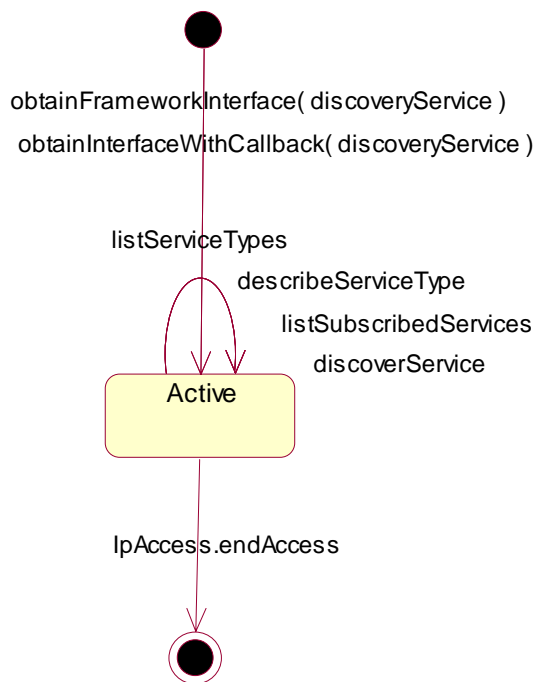 obtainFrameworkInterface( discoveryService )
obtainInterfaceWithCallback( discoveryService )
listServiceTypes
describeServiceType
listSubscribedServices
discoverService
Active
IpAccess.endAccess